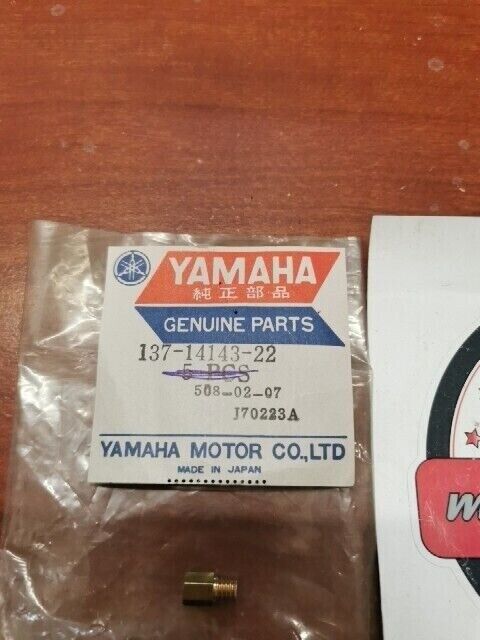 YAMAHA
純正部品
GENUINE PARTS
137-14143-22
5 PCS
508-02-07
J70223A
YAMAHA MOTOR CO.,LTD
MADE IN JAPAN